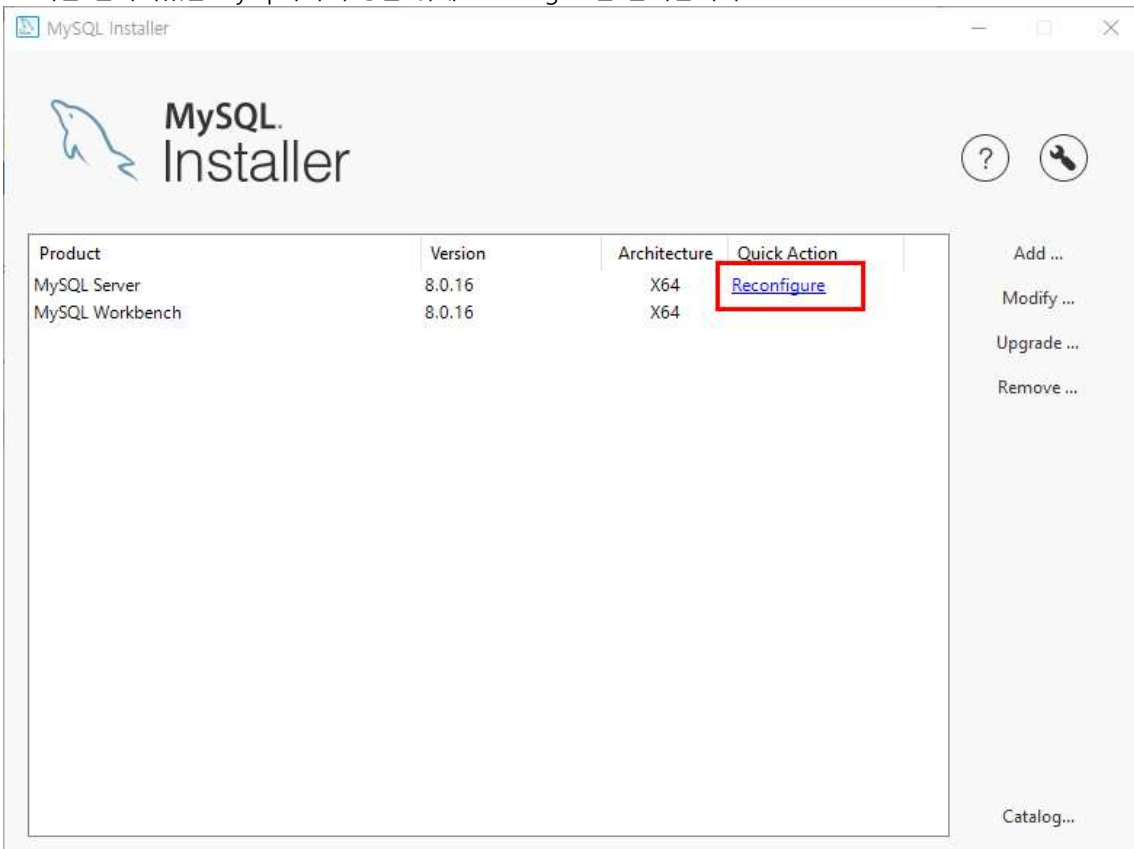 MySQL Installer
MySQL.
Installer
?
Product Version Architecture Quick Action
MySQL Server 8.0.16 X64 Reconfigure
MySQL Workbench 8.0.16 X64
Add ...
Modify ...
Upgrade ...
Remove ...
Catalog...